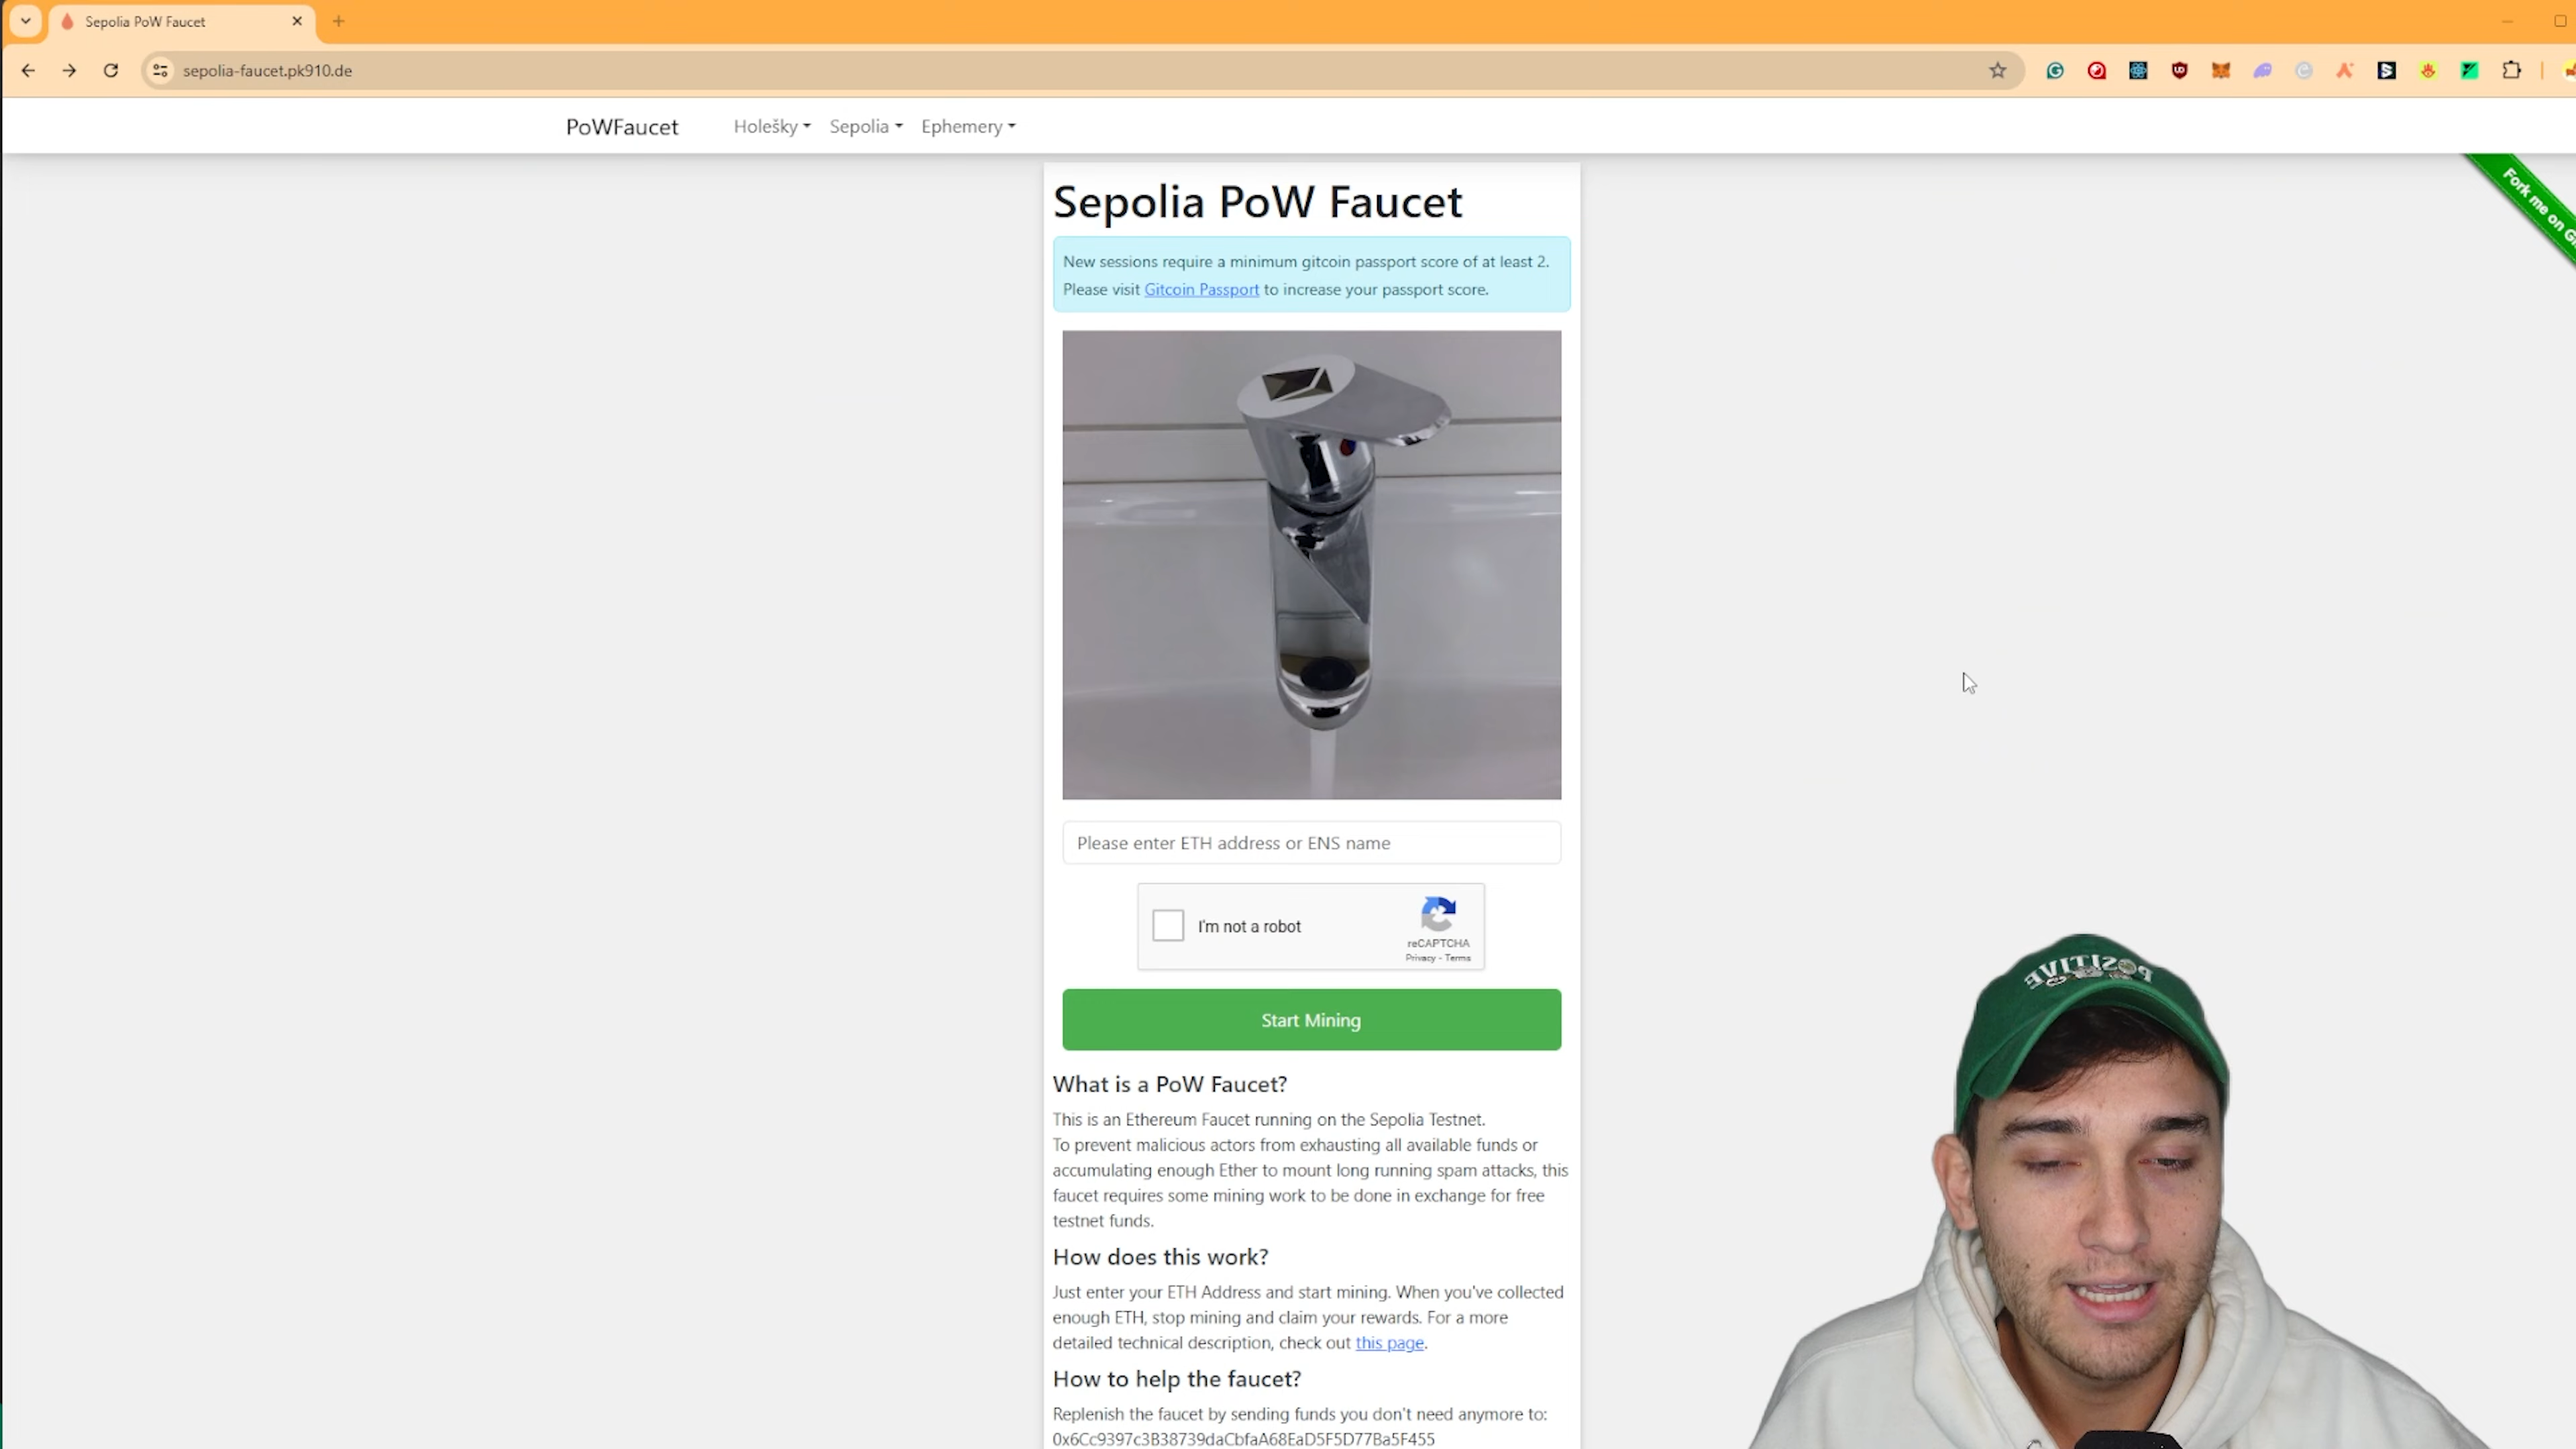 Sepolia PoW Faucet
sepolia-faucet.pk910.de
PoWFaucet Holešky Sepolia Ephemery
Fork me on Gi
Sepolia PoW Faucet
New sessions require a minimum gitcoin passport score of at least 2.
Please visit Gitcoin Passport to increase your passport score.
Please enter ETH address or ENS name
I'm not a robot
reCAPTCHA
Privacy - Terms
Start Mining
What is a PoW Faucet?
This is an Ethereum Faucet running on the Sepolia Testnet.
To prevent malicious actors from exhausting all available funds or
accumulating enough Ether to mount long running spam attacks, this
faucet requires some mining work to be done in exchange for free
testnet funds.
How does this work?
Just enter your ETH Address and start mining. When you've collected
enough ETH, stop mining and claim your rewards. For a more
detailed technical description, check out this page.
How to help the faucet?
Replenish the faucet by sending funds you don't need anymore to:
0x6Cc9397c3B38739daCbfaA68EaD5F5D77Ba5F455
POSITIVE